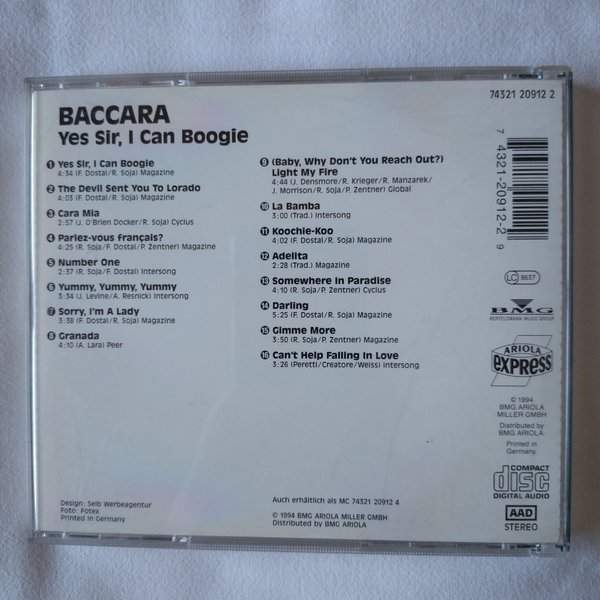 74321 20912 2
BACCARA
Yes Sir, I Can Boogie
1 Yes Sir, I Can Boogie
4:34 (F. Dostal/R. Soja) Magazine
2 The Devil Sent You To Lorado
4:03 (F. Dostal/R. Soja) Magazine
3 Cara Mia
2:57 (J. O'Brien Docker/R. Soja) Cyclus
4 Parlez-vous français?
4:25 (R. Soja/F. Dostal/P. Zentner) Magazine
5 Number One
2:37 (R. Soja/F. Dostal) Intersong
6 Yummy, Yummy, Yummy
3:34 (J. Levine/A. Resnick) Intersong
7 Sorry, I'm A Lady
3:38 (F. Dostal/R. Soja) Magazine
8 Granada
4:10 (A. Lara) Peer
9 (Baby, Why Don't You Reach Out?)
Light My Fire
4:44 (J. Densmore/R. Krieger/R. Manzarek/
J. Morrison/R. Soja/P. Zentner) Global
10 La Bamba
3:00 (Trad.) Intersong
11 Koochie-Koo
4:02 (F. Dostal/R. Soja) Magazine
12 Adelita
2:28 (Trad.) Magazine
13 Somewhere In Paradise
4:10 (R. Soja/P. Zentner) Cyclus
14 Darling
5:25 (F. Dostal/R. Soja) Magazine
15 Gimme More
3:50 (R. Soja/P. Zentner) Magazine
16 Can't Help Falling In Love
3:26 (Peretti/Creatore/Weiss) Intersong
7 4321-20912-2 9
LC 8637
BMG
BERTELSMANN MUSIC GROUP
ARIOLA
EXPRESS
© 1994
BMG ARIOLA
MILLER GMBH
Distributed by
BMG ARIOLA.
Printed in
Germany.
COMPACT
disc
DIGITAL AUDIO
AAD
STEREO
Design: Selb Werbeagentur
Foto: Fotex
Printed in Germany
Auch erhältlich als MC 74321 20912 4
© 1994 BMG ARIOLA MILLER GMBH
Distributed by BMG ARIOLA